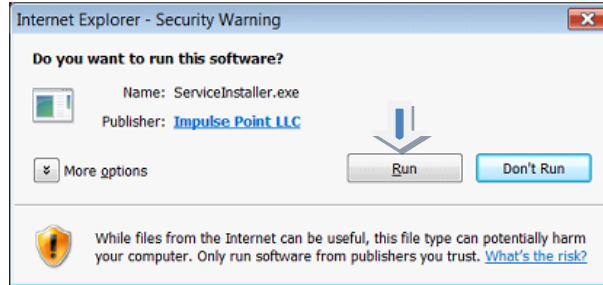 Internet Explorer - Security Warning
Do you want to run this software?
Name: ServiceInstaller.exe
Publisher: Impulse Point LLC
More options
Run
Don't Run
While files from the Internet can be useful, this file type can potentially harm
your computer. Only run software from publishers you trust. What's the risk?